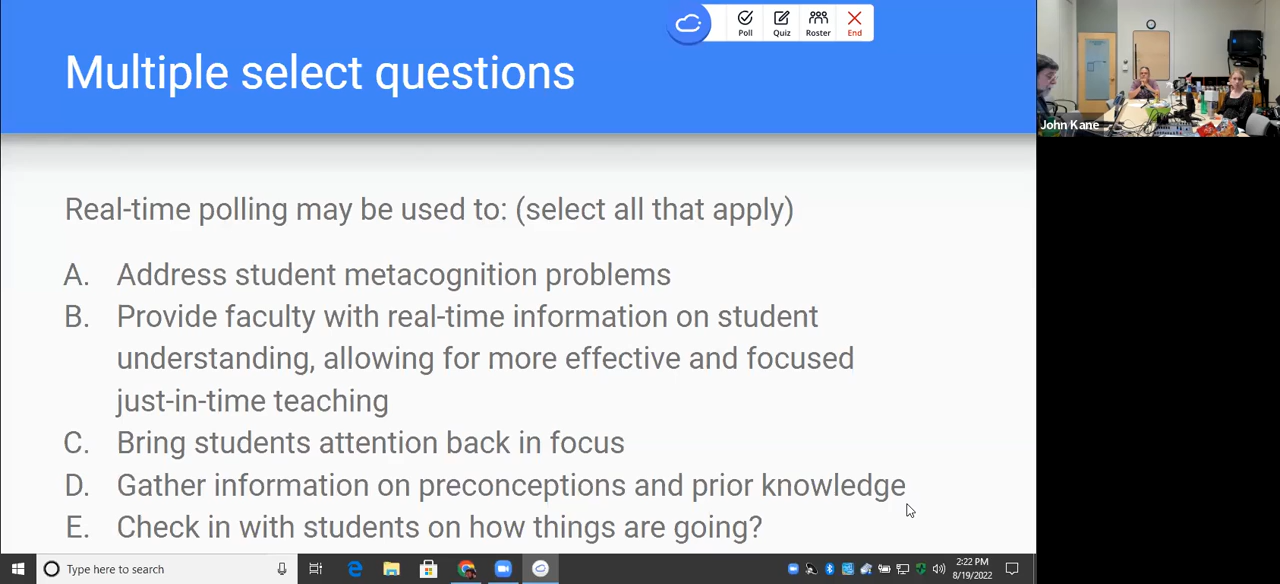 Multiple select questions
Poll
Quiz
Roster
End
John Kane
Real-time polling may be used to: (select all that apply)
A. Address student metacognition problems
B. Provide faculty with real-time information on student
understanding, allowing for more effective and focused
just-in-time teaching
C. Bring students attention back in focus
D. Gather information on preconceptions and prior knowledge
E. Check in with students on how things are going?
Type here to search
2:22 PM
8/19/2022